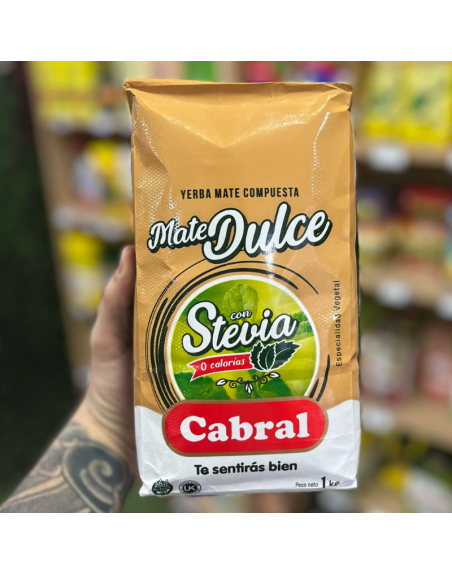 YERBA MATE COMPUESTA
Mate Dulce
con
Stevia
0 calorías
Especialidad Vegetal
Cabral
Te sentirás bien
UK
Peso neto 1 kg